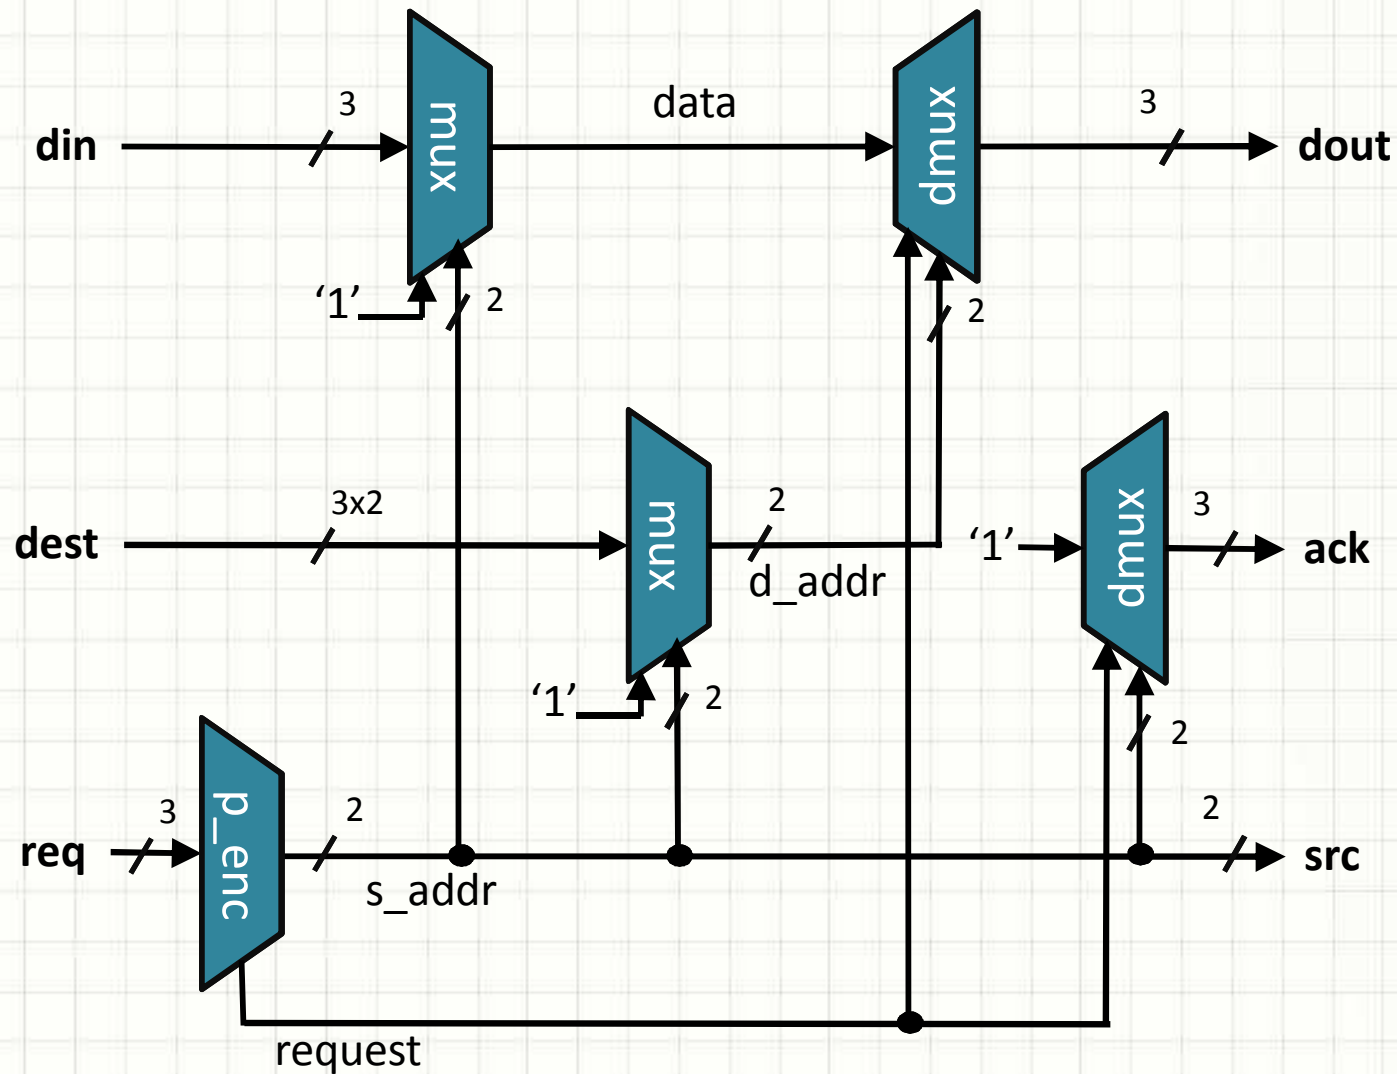 mux
dmux
3
data
3
din
dout
‘1’
2
2
3x2
mux
2
dmux
3
dest
‘1’
ack
d_addr
‘1’
2
2
p_enc
3
2
2
req
src
s_addr
request